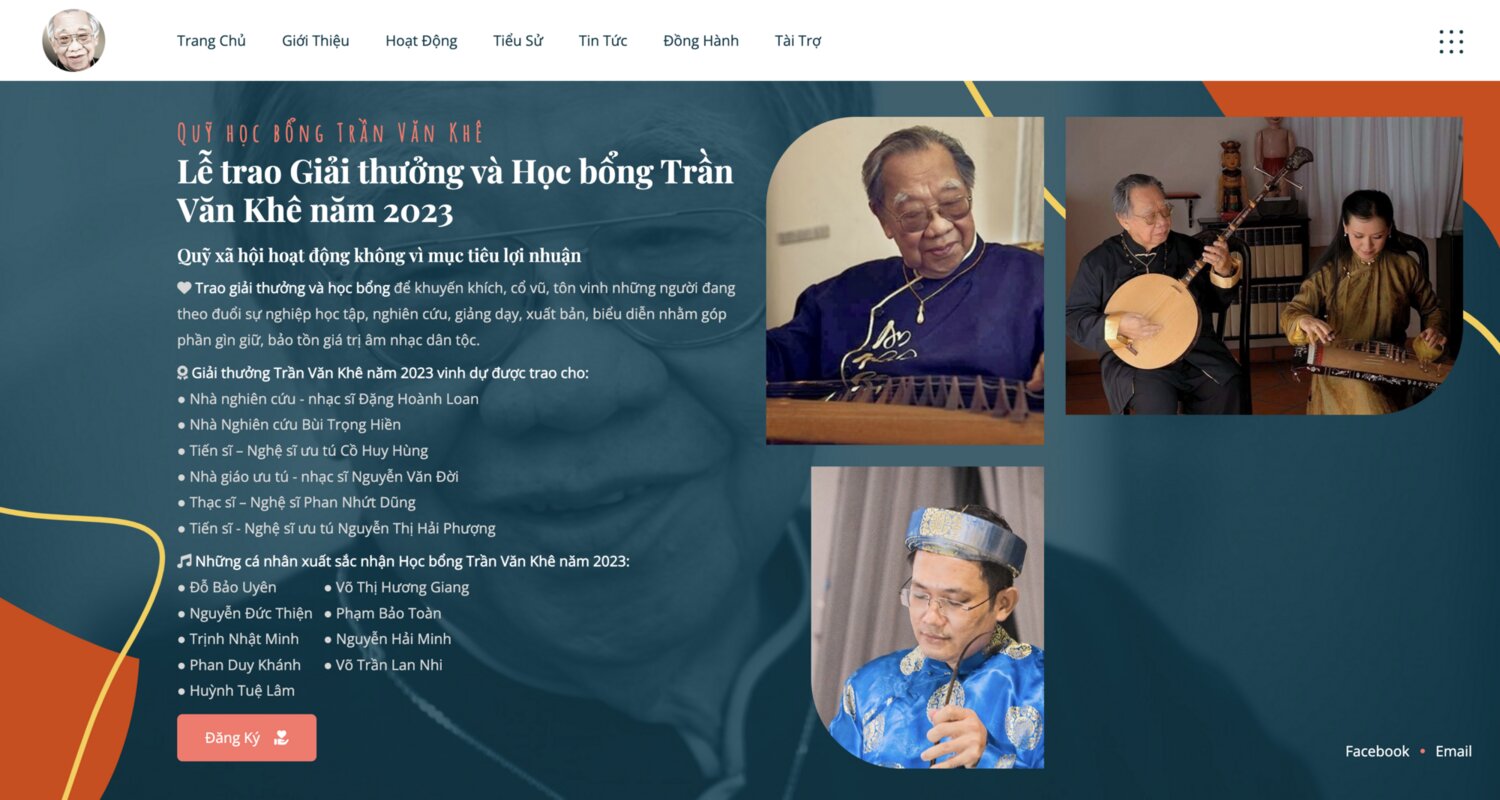 Trang Chủ
Giới Thiệu
Hoạt Động
Tiểu Sử
Tin Tức
Đồng Hành
Tài Trợ
Quỹ học bổng Trần Văn Khê
Lễ trao Giải thưởng và Học bổng Trần
Văn Khê năm 2023
Quỹ xã hội hoạt động không vì mục tiêu lợi nhuận
Trao giải thưởng và học bổng để khuyến khích, cổ vũ, tôn vinh những người đang
theo đuổi sự nghiệp học tập, nghiên cứu, giảng dạy, xuất bản, biểu diễn nhằm góp
phần gìn giữ, bảo tồn giá trị âm nhạc dân tộc.
Giải thưởng Trần Văn Khê năm 2023 vinh dự được trao cho:
● Nhà nghiên cứu - nhạc sĩ Đặng Hoành Loan
● Nhà Nghiên cứu Bùi Trọng Hiền
● Tiến sĩ – Nghệ sĩ ưu tú Cồ Huy Hùng
● Nhà giáo ưu tú - nhạc sĩ Nguyễn Văn Đời
● Thạc sĩ – Nghệ sĩ Phan Nhứt Dũng
● Tiến sĩ - Nghệ sĩ ưu tú Nguyễn Thị Hải Phượng
Những cá nhân xuất sắc nhận Học bổng Trần Văn Khê năm 2023:
● Đỗ Bảo Uyên
● Nguyễn Đức Thiện
● Trịnh Nhật Minh
● Phan Duy Khánh
● Huỳnh Tuệ Lâm
● Võ Thị Hương Giang
● Phạm Bảo Toàn
● Nguyễn Hải Minh
● Võ Trần Lan Nhi
Đăng Ký
Facebook • Email